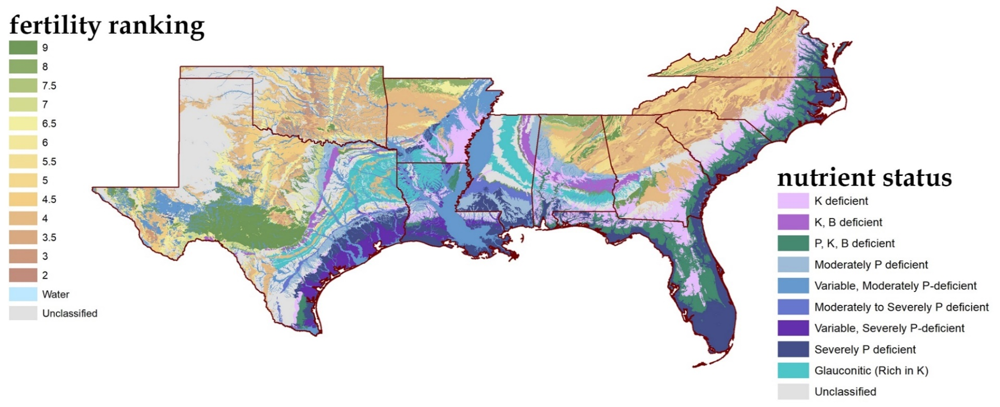 fertility ranking
9
8
7.5
7
6.5
6
5.5
5
4.5
4
3.5
3
2
Water
Unclassified
nutrient status
K deficient
K, B deficient
P, K, B deficient
Moderately P deficient
Variable, Moderately P-deficient
Moderately to Severely P deficient
Variable, Severely P-deficient
Severely P deficient
Glauconitic (Rich in K)
Unclassified